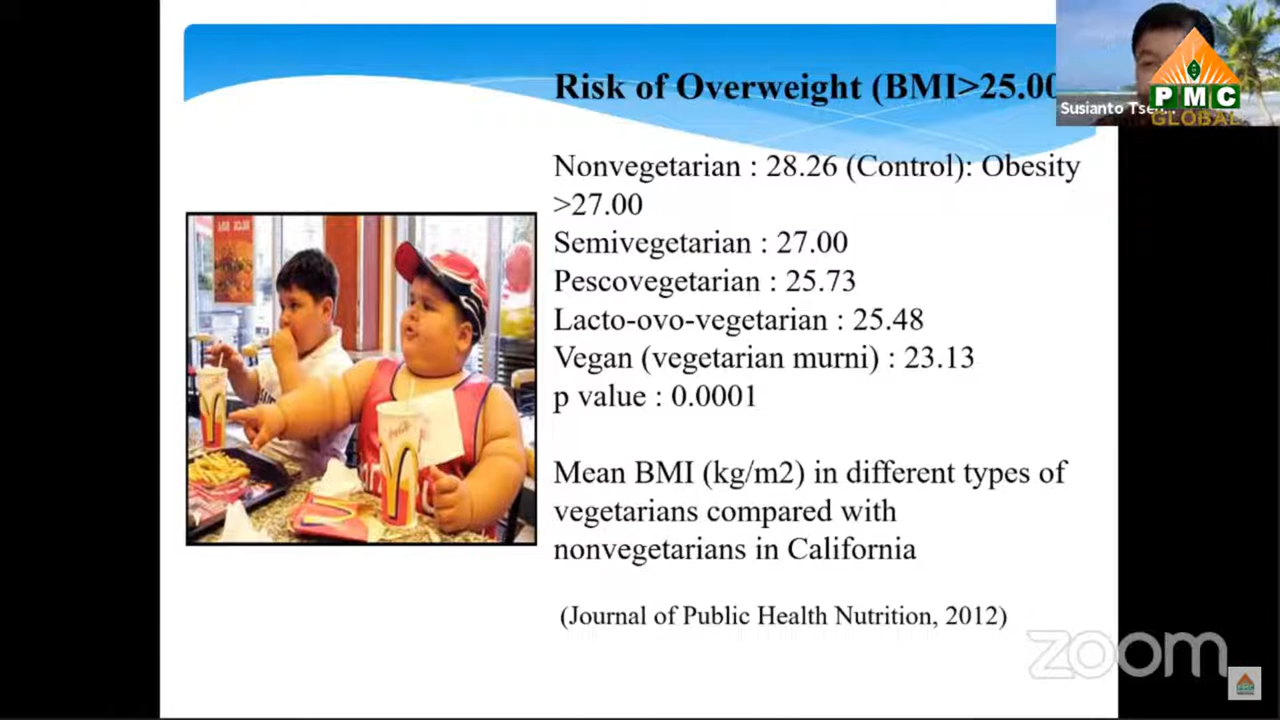 Risk of Overweight (BMI>25.00
Susianto Tse
PMC
GLOBAL
Nonvegetarian : 28.26 (Control): Obesity
>27.00
Semivegetarian : 27.00
Pescovegetarian : 25.73
Lacto-ovo-vegetarian : 25.48
Vegan (vegetarian murni) : 23.13
p value : 0.0001
Mean BMI (kg/m2) in different types of
vegetarians compared with
nonvegetarians in California
(Journal of Public Health Nutrition, 2012)
zoom